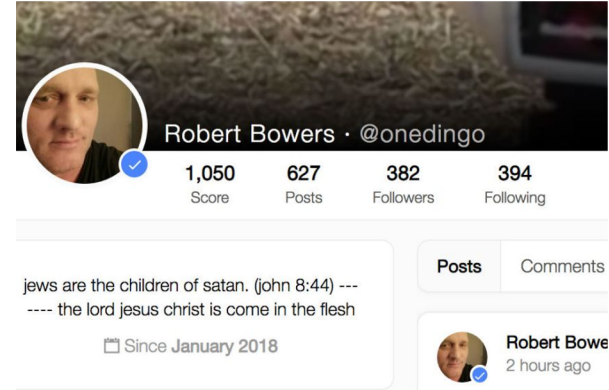 Robert Bowers · @onedingo
1,050 627 382 394
Score Posts Followers Following
Posts Comments
jews are the children of satan. (john 8:44) ---
---- the lord jesus christ is come in the flesh
Since January 2018
Robert Bowe
2 hours ago